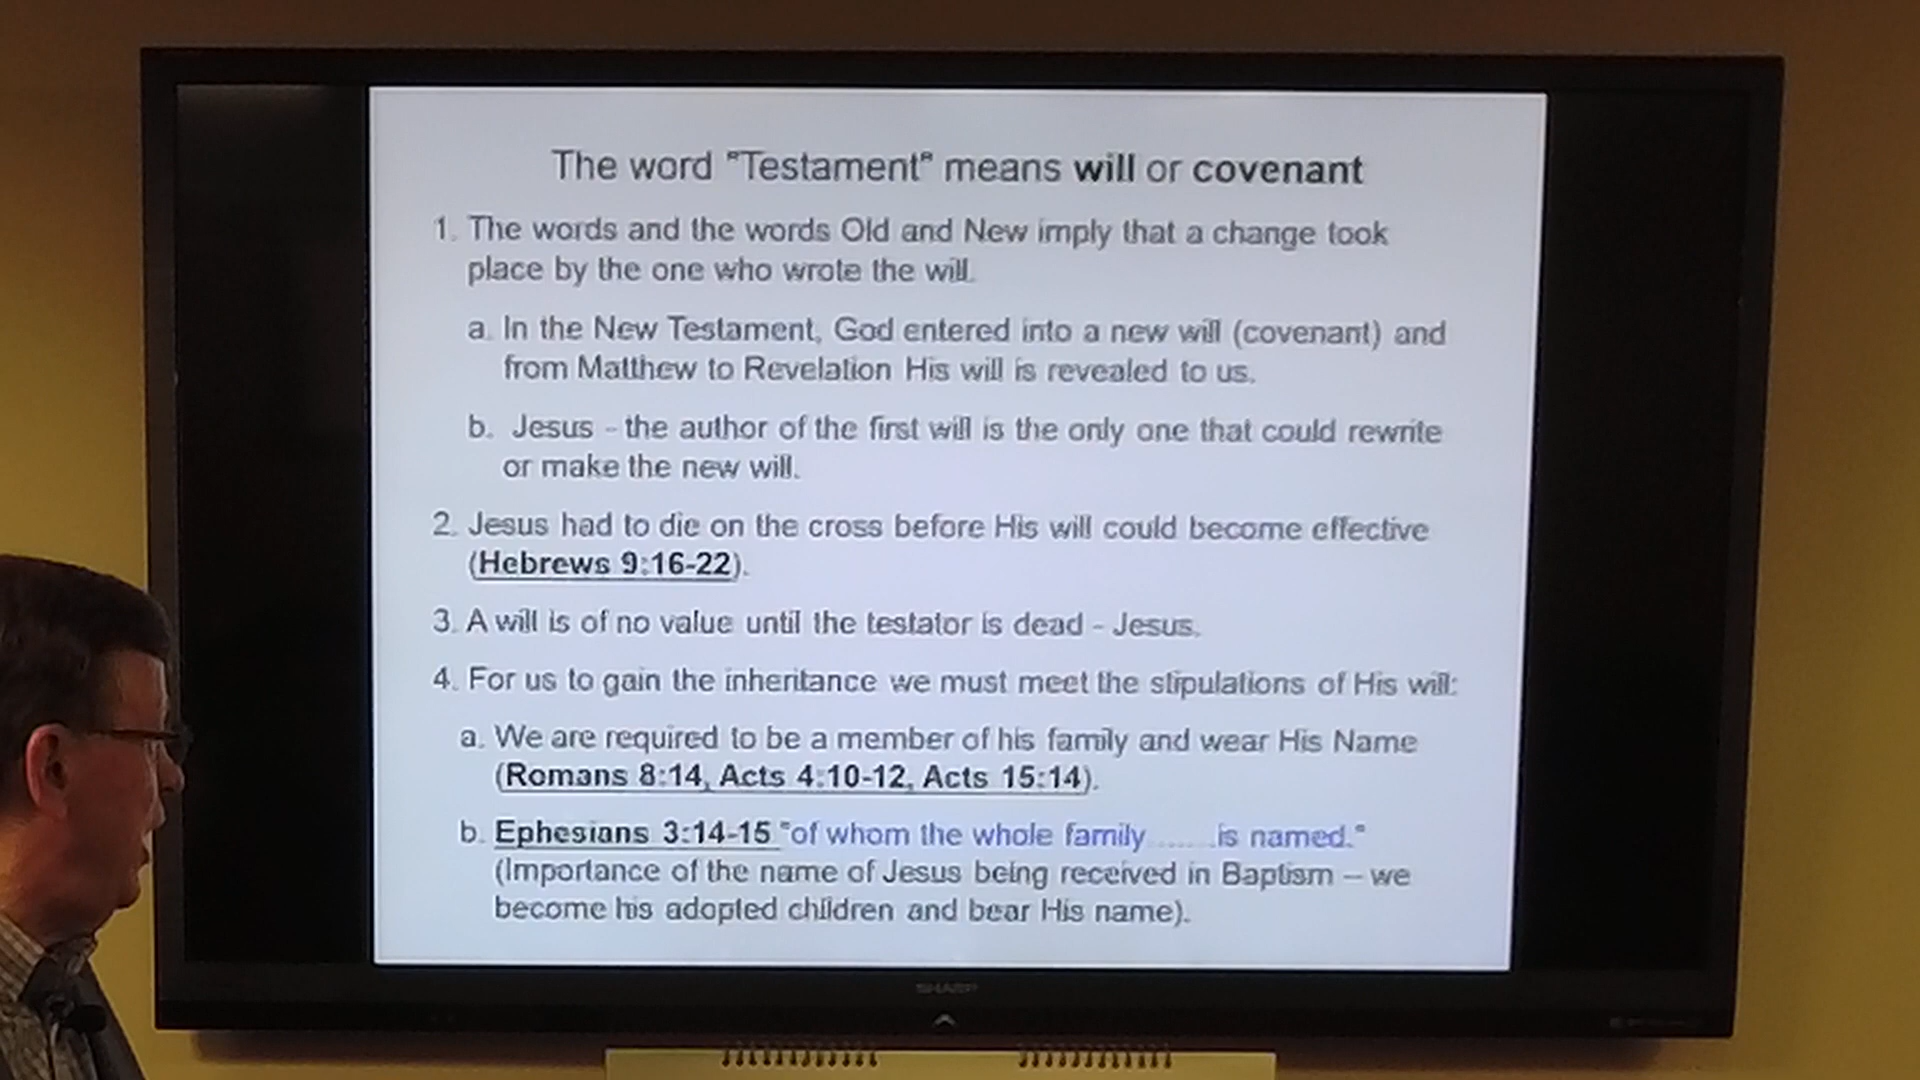 The word "Testament" means will or covenant
1. The words and the words Old and New imply that a change took
place by the one who wrote the will.
a. In the New Testament, God entered into a new will (covenant) and
from Matthew to Revelation His will is revealed to us.
b. Jesus - the author of the first will is the only one that could rewrite
or make the new will.
2. Jesus had to die on the cross before His will could become effective
(Hebrews 9:16-22).
3. A will is of no value until the testator is dead - Jesus.
4. For us to gain the inheritance we must meet the stipulations of His will:
a. We are required to be a member of his family and wear His Name
(Romans 8:14, Acts 4:10-12, Acts 15:14).
b. Ephesians 3:14-15 "of whom the whole family ...... is named."
(Importance of the name of Jesus being received in Baptism – we
become his adopted children and bear His name).
SHARP